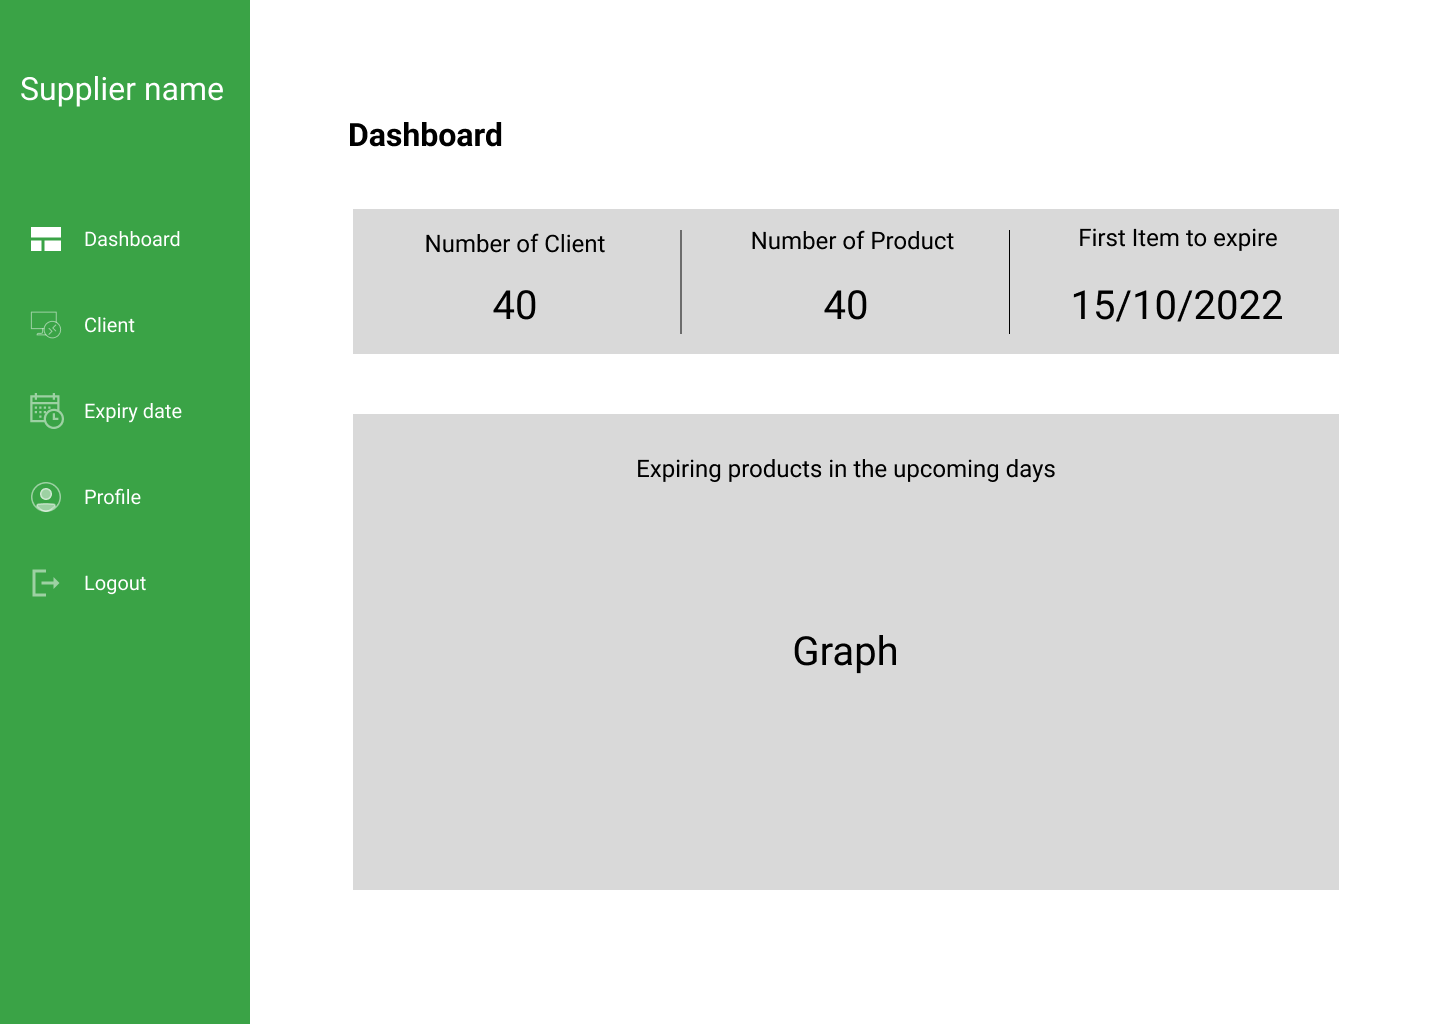 Supplier name
Dashboard
Client
Expiry date
Profile
Logout
Dashboard
Number of Client
40
Number of Product
40
First Item to expire
15/10/2022
Expiring products in the upcoming days
Graph